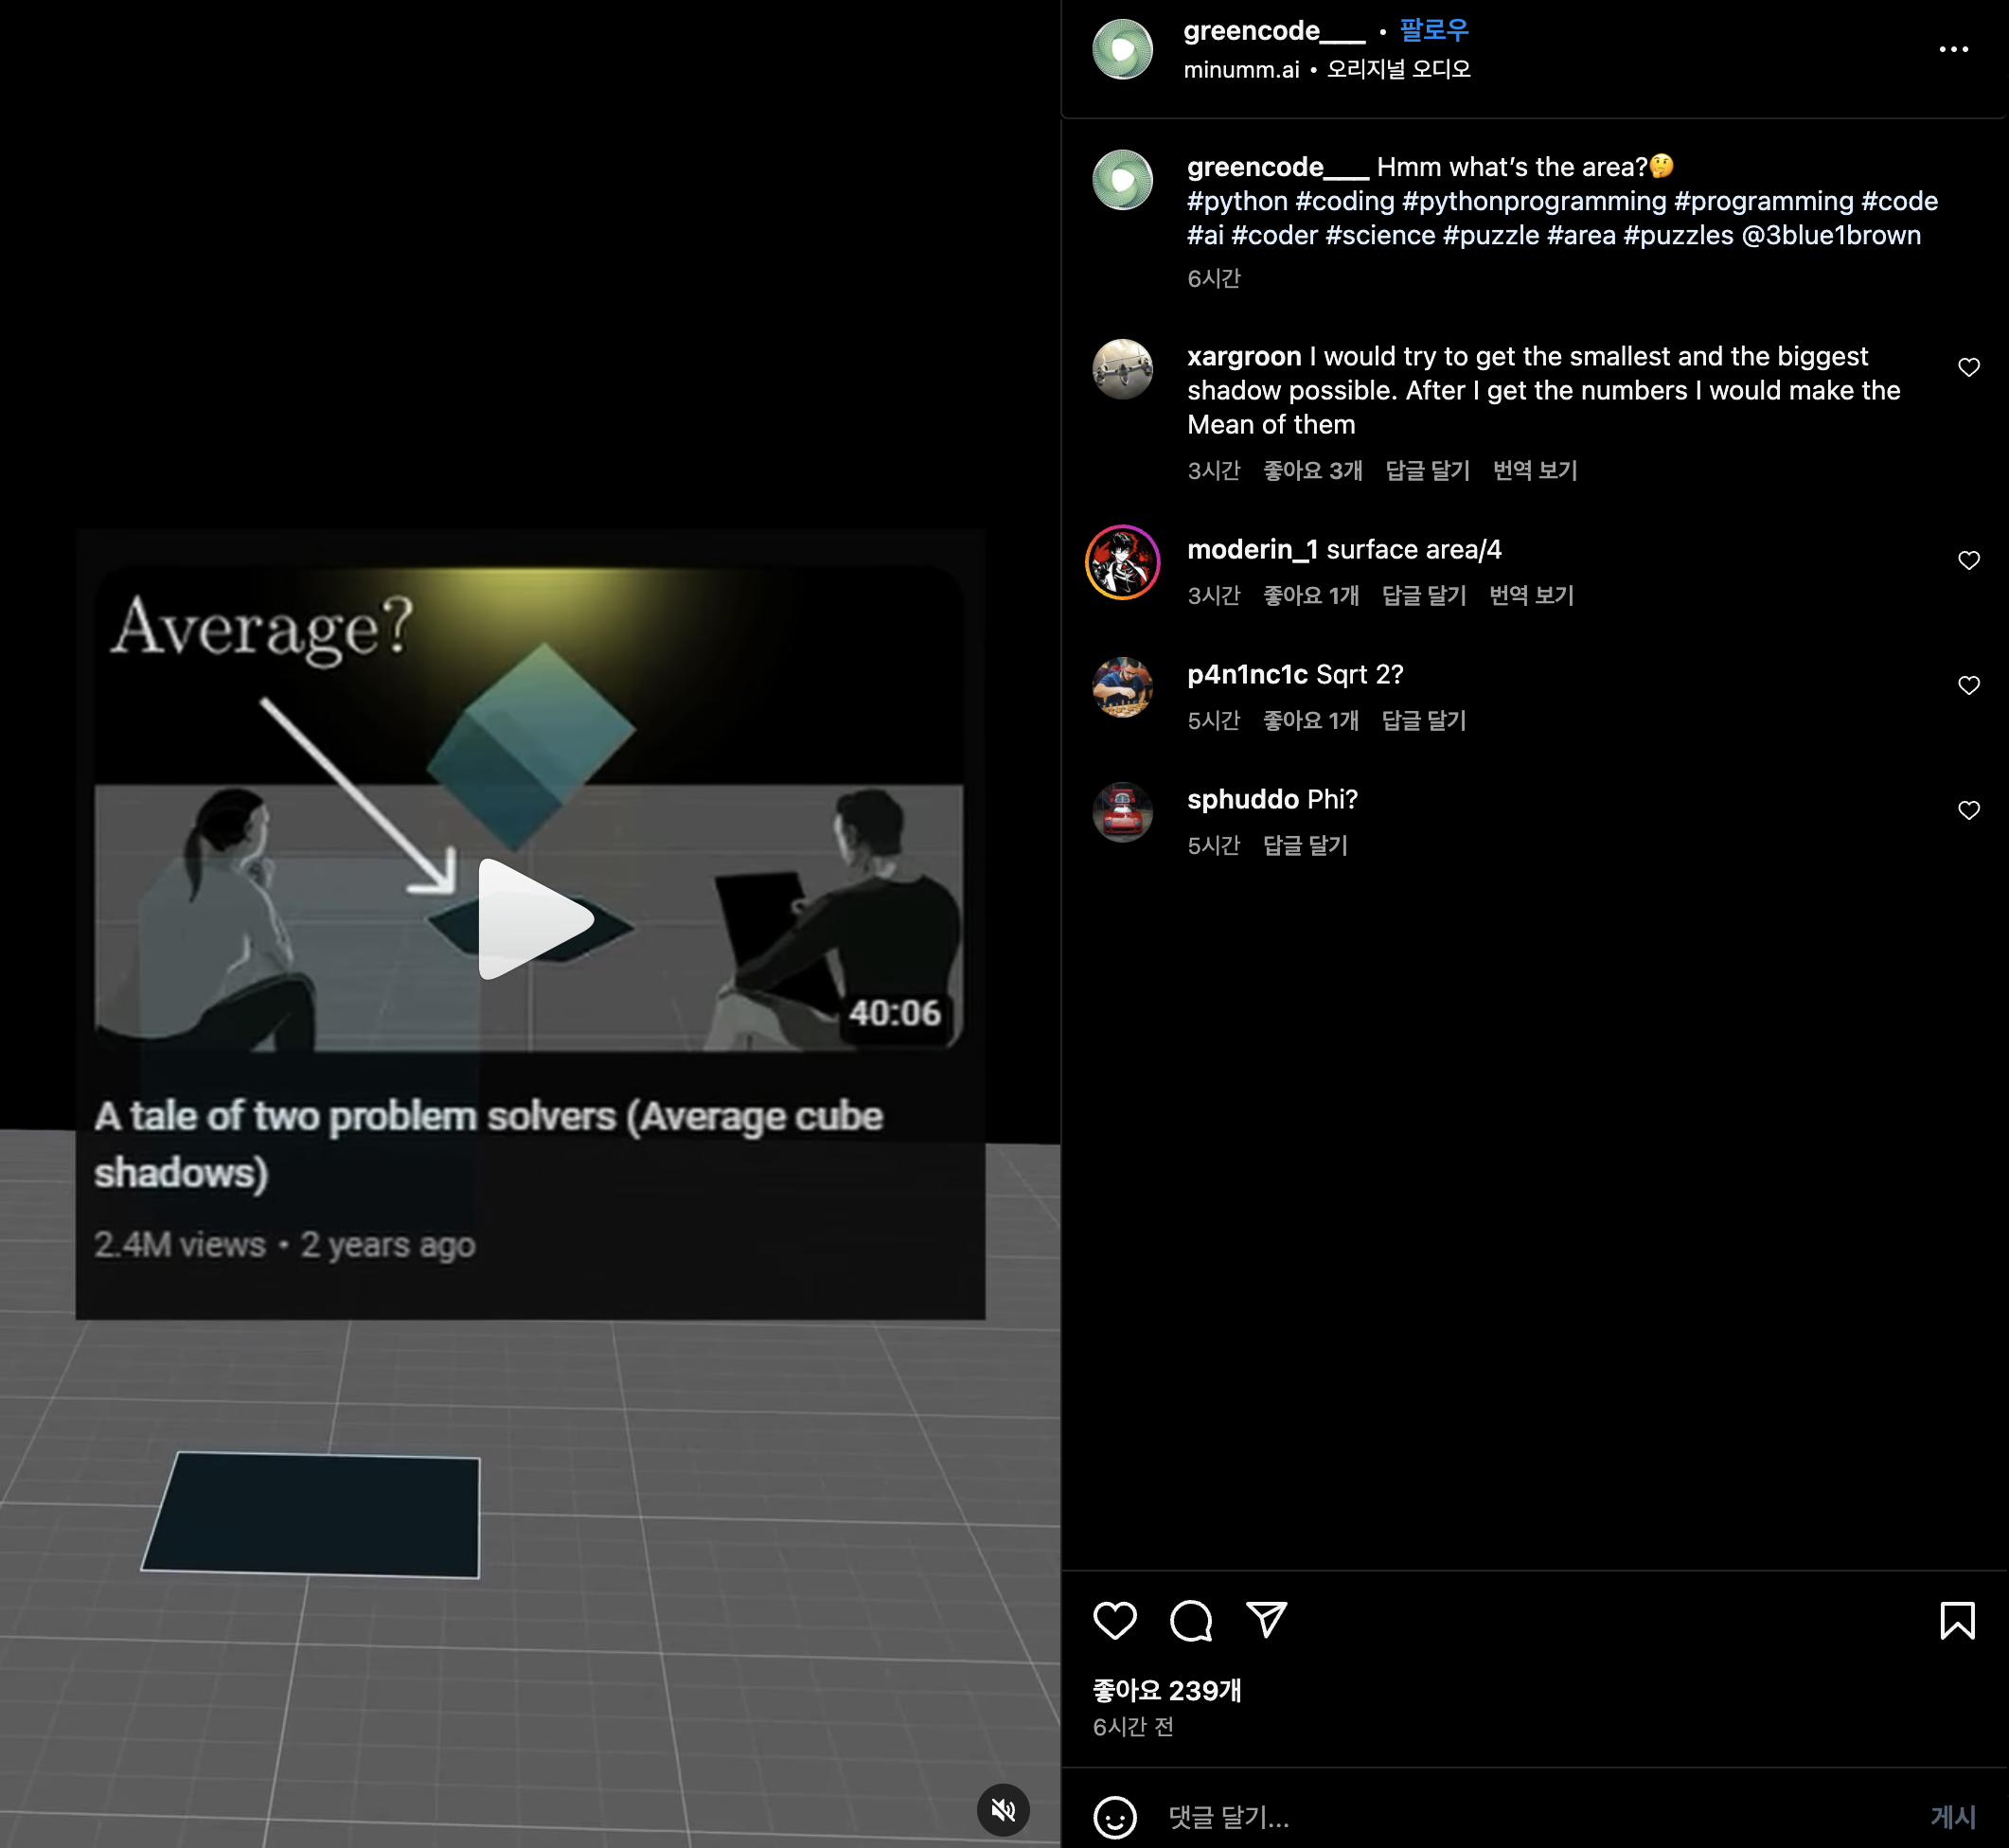 Average?
40:06
A tale of two problem solvers (Average cube
shadows)
2.4M views • 2 years ago
greencode___ • 팔로우
minumm.ai • 오리지널 오디오
greencode___ Hmm what's the area?🤔
#python #coding #pythonprogramming #programming #code
#ai #coder #science #puzzle #area #puzzles @3blue1brown
6시간
xargroon I would try to get the smallest and the biggest
shadow possible. After I get the numbers I would make the
Mean of them
3시간 좋아요 3개 답글 달기 번역 보기
moderin_1 surface area/4
3시간 좋아요 1개 답글 달기 번역 보기
p4n1nc1c Sqrt 2?
5시간 좋아요 1개 답글 달기
sphuddo Phi?
5시간 답글 달기
좋아요 239개
6시간 전
댓글 달기...
게시